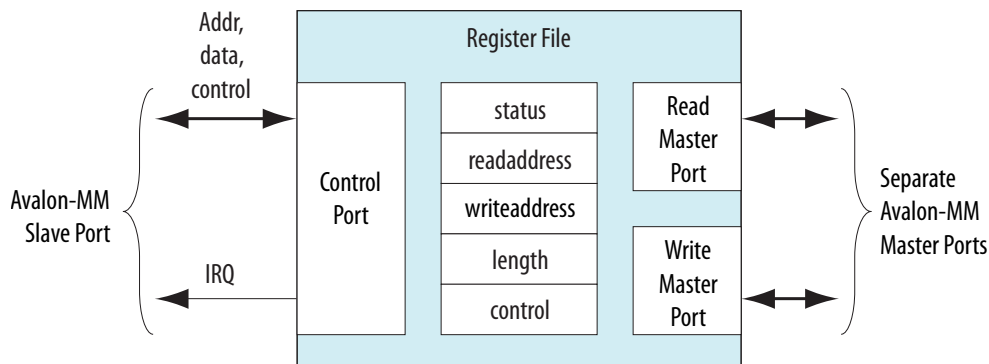 Addr,
data,
control
Register File
status
readaddress
writeaddress
length
control
Read
Master
Port
Control
Port
Avalon-MM
Slave Port
Separate
Avalon-MM
Master Ports
IRQ
Write
Master
Port